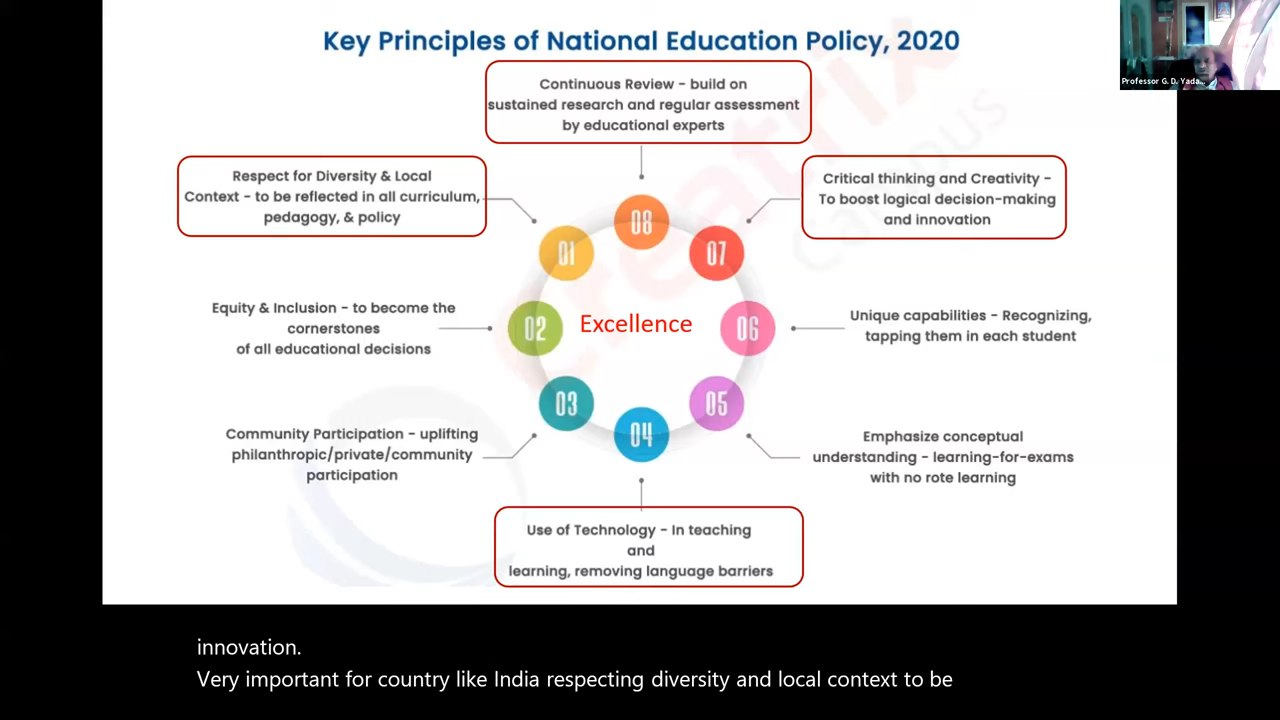 Key Principles of National Education Policy, 2020
Professor G. D. Yada...
Continuous Review - build on
sustained research and regular assessment
by educational experts
Respect for Diversity & Local
Context - to be reflected in all curriculum,
pedagogy, & policy
Critical thinking and Creativity -
To boost logical decision-making
and innovation
08
01
07
Equity & Inclusion - to become the
cornerstones
of all educational decisions
02
Excellence
06
Unique capabilities - Recognizing,
tapping them in each student
03
05
04
Community Participation - uplifting
philanthropic/private/community
participation
Emphasize conceptual
understanding - learning-for-exams
with no rote learning
Use of Technology - In teaching
and
learning, removing language barriers
creatrix
campus
innovation.
Very important for country like India respecting diversity and local context to be